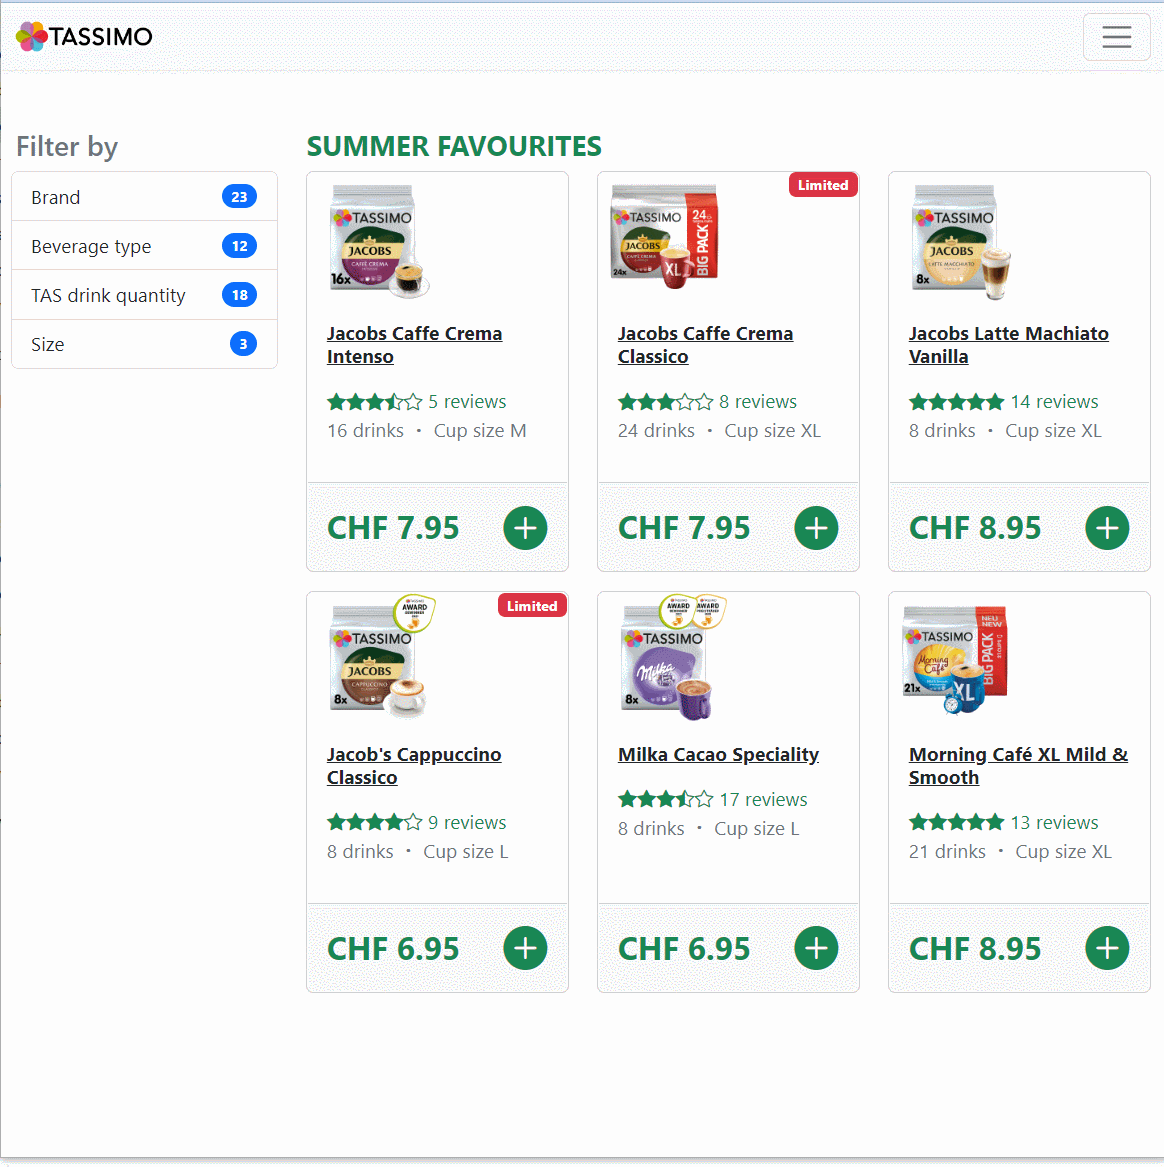 TASSIMO
Filter by
Brand 23
Beverage type 12
TAS drink quantity 18
Size 3
SUMMER FAVOURITES
TASSIMO
JACOBS
CAFFÈ CREMA
16x
Jacobs Caffe Crema
Intenso
5 reviews
16 drinks • Cup size M
CHF 7.95
Limited
TASSIMO
24
JACOBS
BIG PACK
XL
24x
Jacobs Caffe Crema
Classico
8 reviews
24 drinks • Cup size XL
CHF 7.95
TASSIMO
JACOBS
LATTE MACCHIATO
8x
Jacobs Latte Machiato
Vanilla
14 reviews
8 drinks • Cup size XL
CHF 8.95
Limited
AWARD
TASSIMO
JACOBS
CAPPUCCINO
8x
Jacob's Cappuccino
Classico
9 reviews
8 drinks • Cup size L
CHF 6.95
AWARD
AWARD
TASSIMO
Milka
8x
Milka Cacao Speciality
17 reviews
8 drinks • Cup size L
CHF 6.95
NEU
NEW
TASSIMO
BIG PACK
Morning
Café
XL
21x
Morning Café XL Mild &
Smooth
13 reviews
21 drinks • Cup size XL
CHF 8.95